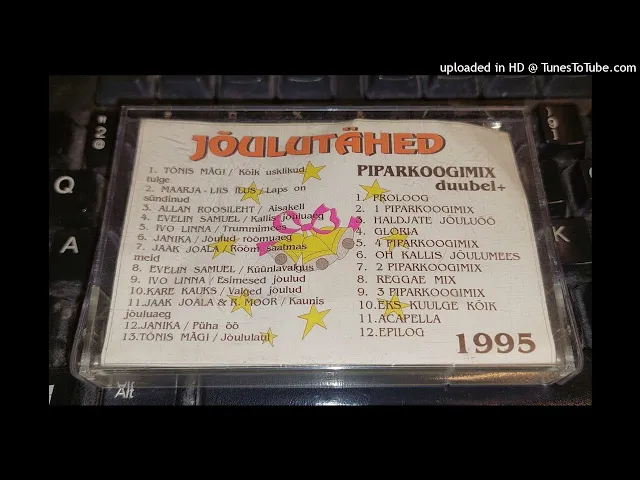 uploaded in HD @ TunesToTube.com
JÕULUTÄHED
1. TÕNIS MÄGI / Kõik usklikud
tulge
2. MAARJA - LIIS ILUS / Laps on
sündinud
3. ALLAN ROOSILEHT / Aisakell
4. EVELIN SAMUEL / Kallis jõuluaeg
5. IVO LINNA / Trummimees
6. JANIKA / Jõulud rõõmuaeg
7. JAAK JOALA / Rõõm saatmas
meid
8. EVELIN SAMUEL / Küünlavalgus
9. IVO LINNA / Esimesed jõulud
10. KARE KAUKS / Valged jõulud
11. JAAK JOALA & R. MOOR / Kaunis
jõuluaeg
12. JANIKA / Püha öö
13. TÕNIS MÄGI / Jõululaul
PIPARKOOGIMIX
duubel+
1. PROLOOG
2. 1 PIPARKOOGIMIX
3. HALDJATE JÕULUÖÖ
4. GLORIA
5. 4 PIPARKOOGIMIX
6. OH KALLIS JÕULUMEES
7. 2 PIPARKOOGIMIX
8. REGGAE MIX
9. 3 PIPARKOOGIMIX
10. EKS KUULGE KÕIK
11. ACAPELLA
12. EPILOG
1995
Q
A
Alt